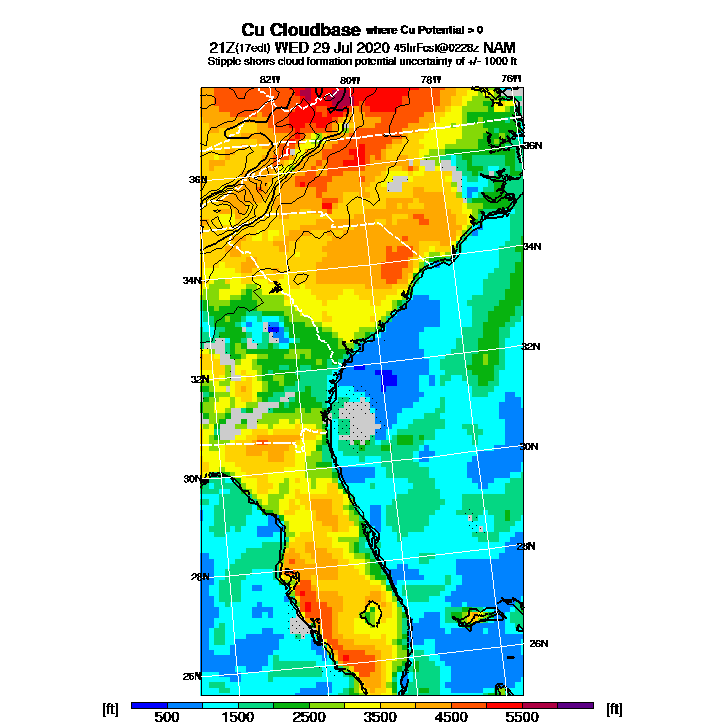 Cu Cloudbase where Cu Potential > 0
21Z(17edt) WED 29 Jul 2020 45hrFcst@0228z NAM
Stipple shows cloud formation potential uncertainty of +/- 1000 ft
82W 80W 78W 76W
36N
36N
34N
34N
32N
32N
30N
30N
28N
28N
26N
26N
[ft] 500 1500 2500 3500 4500 5500 [ft]